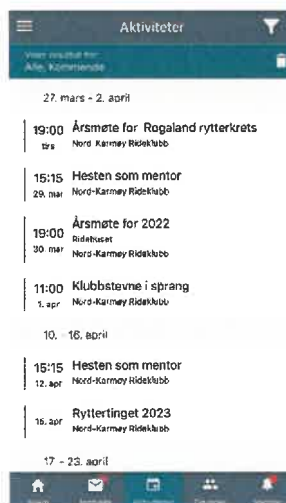 Aktiviteter
Viser resultat for:
Alle, Kommende
27. mars - 2. april
19:00 Årsmøte for Rogaland rytterkrets
tirs Nord-Karmøy Rideklubb
15:15 Hesten som mentor
29. mar Nord-Karmøy Rideklubb
19:00 Årsmøte for 2022
Ridehuset
30. mar Nord-Karmøy Rideklubb
11:00 Klubbstevne i sprang
1. apr Nord-Karmøy Rideklubb
10. - 16. april
15:15 Hesten som mentor
12. apr Nord-Karmøy Rideklubb
15. apr Ryttertinget 2023
Nord-Karmøy Rideklubb
17 - 23. april